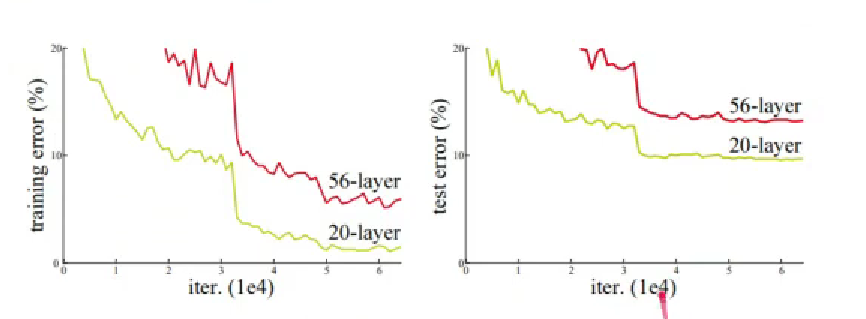 20
10
0
training error (%)
56-layer
20-layer
0 1 2 3 4 5 6
iter. (1e4)
20
10
0
test error (%)
56-layer
20-layer
0 1 2 3 4 5 6
iter. (1e4)